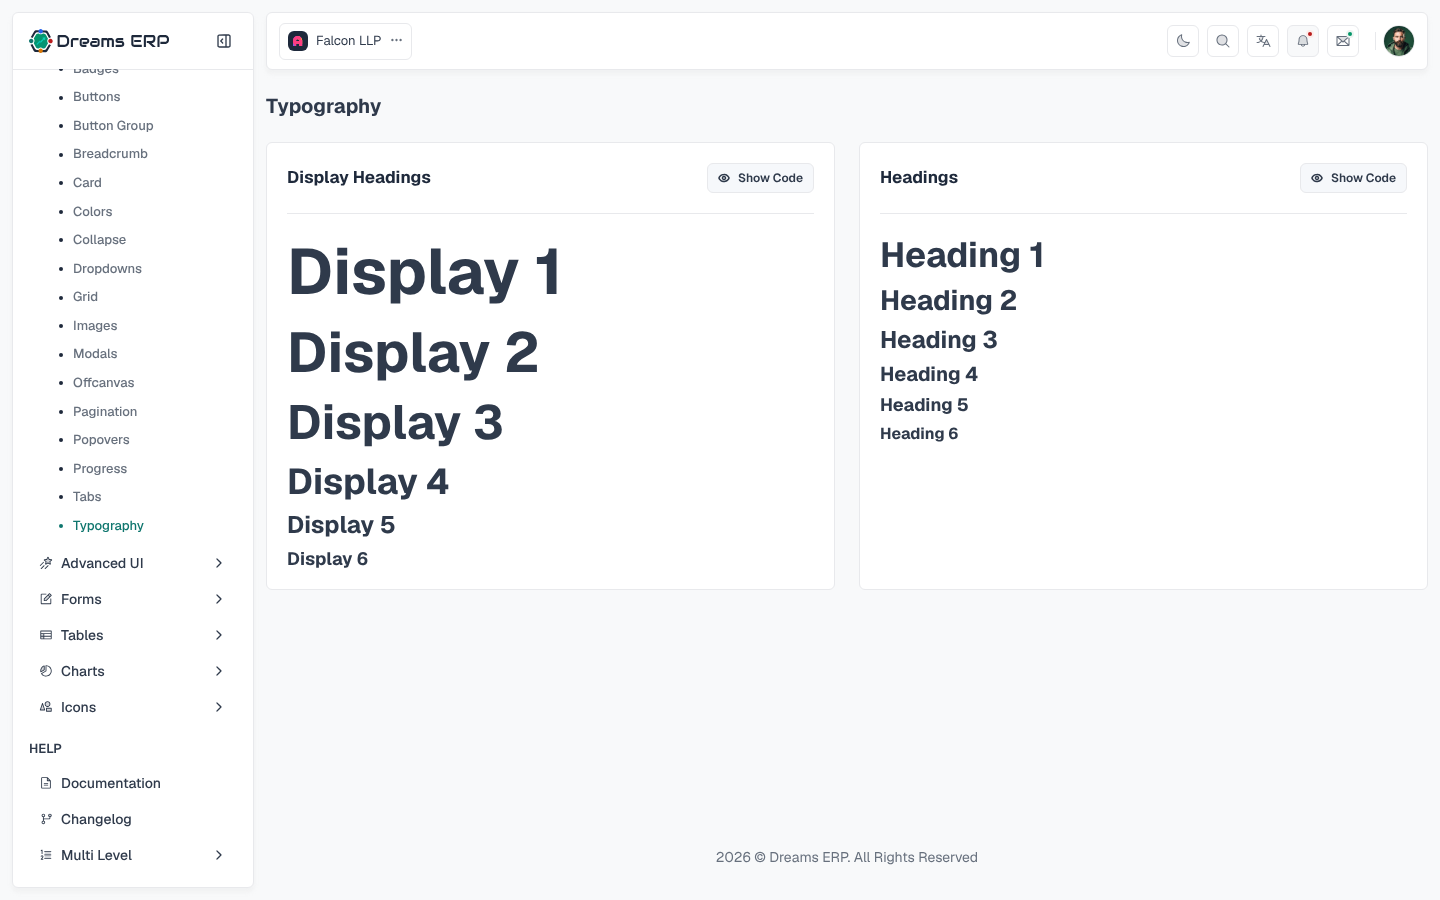 Dreams ERP
Badges
Buttons
Button Group
Breadcrumb
Card
Colors
Collapse
Dropdowns
Grid
Images
Modals
Offcanvas
Pagination
Popovers
Progress
Tabs
Typography
Advanced UI
Forms
Tables
Charts
Icons
HELP
Documentation
Changelog
Multi Level
Falcon LLP
Typography
Display Headings
Show Code
Display 1
Display 2
Display 3
Display 4
Display 5
Display 6
Headings
Show Code
Heading 1
Heading 2
Heading 3
Heading 4
Heading 5
Heading 6
2026 © Dreams ERP. All Rights Reserved